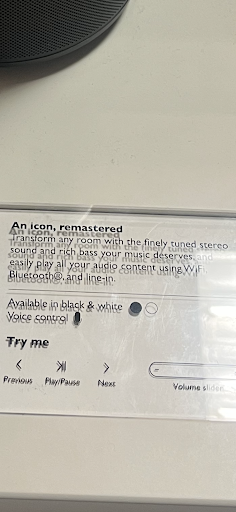 An icon, remastered
Transform any room with the finely tuned stereo
sound and rich bass your music deserves, and
easily play all your audio content using WiFi,
Bluetooth®, and line-in.
Available in black & white
Voice control
Try me
Previous Play/Pause Next Volume slider